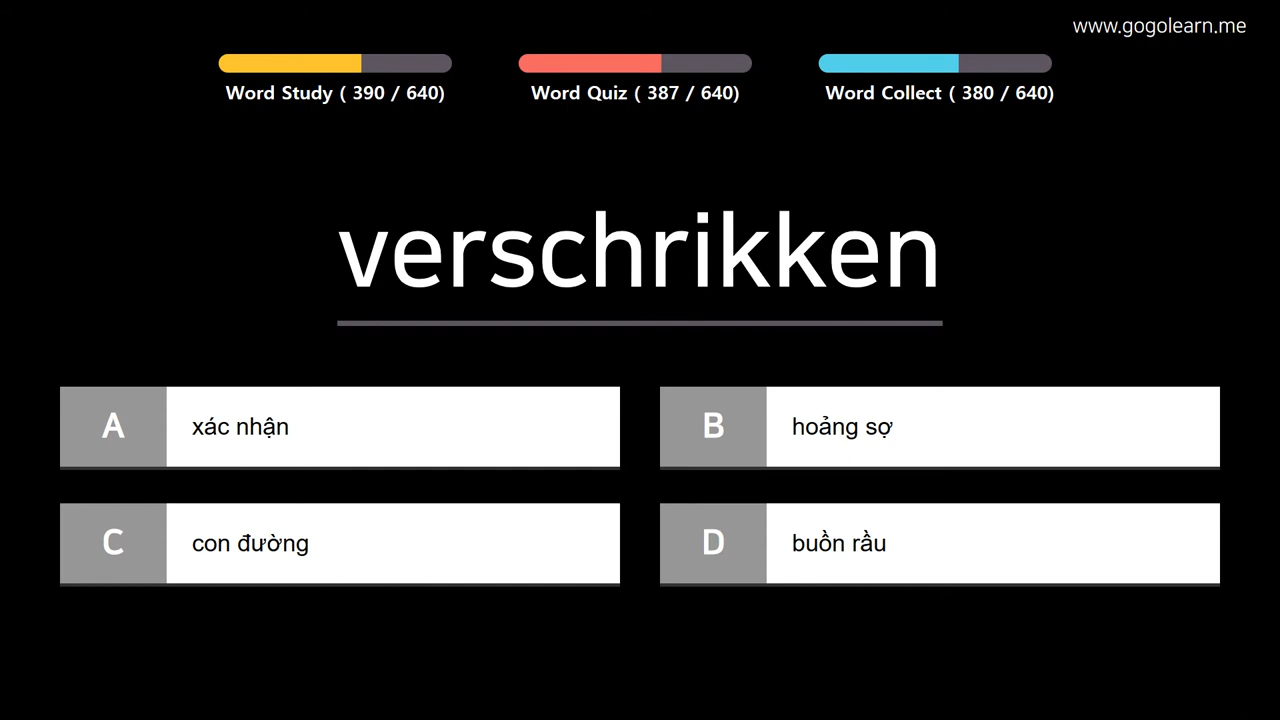 www.gogolearn.me
Word Study ( 390 / 640)
Word Quiz ( 387 / 640)
Word Collect ( 380 / 640)
verschrikken
A xác nhận
B hoảng sợ
C con đường
D buồn rầu